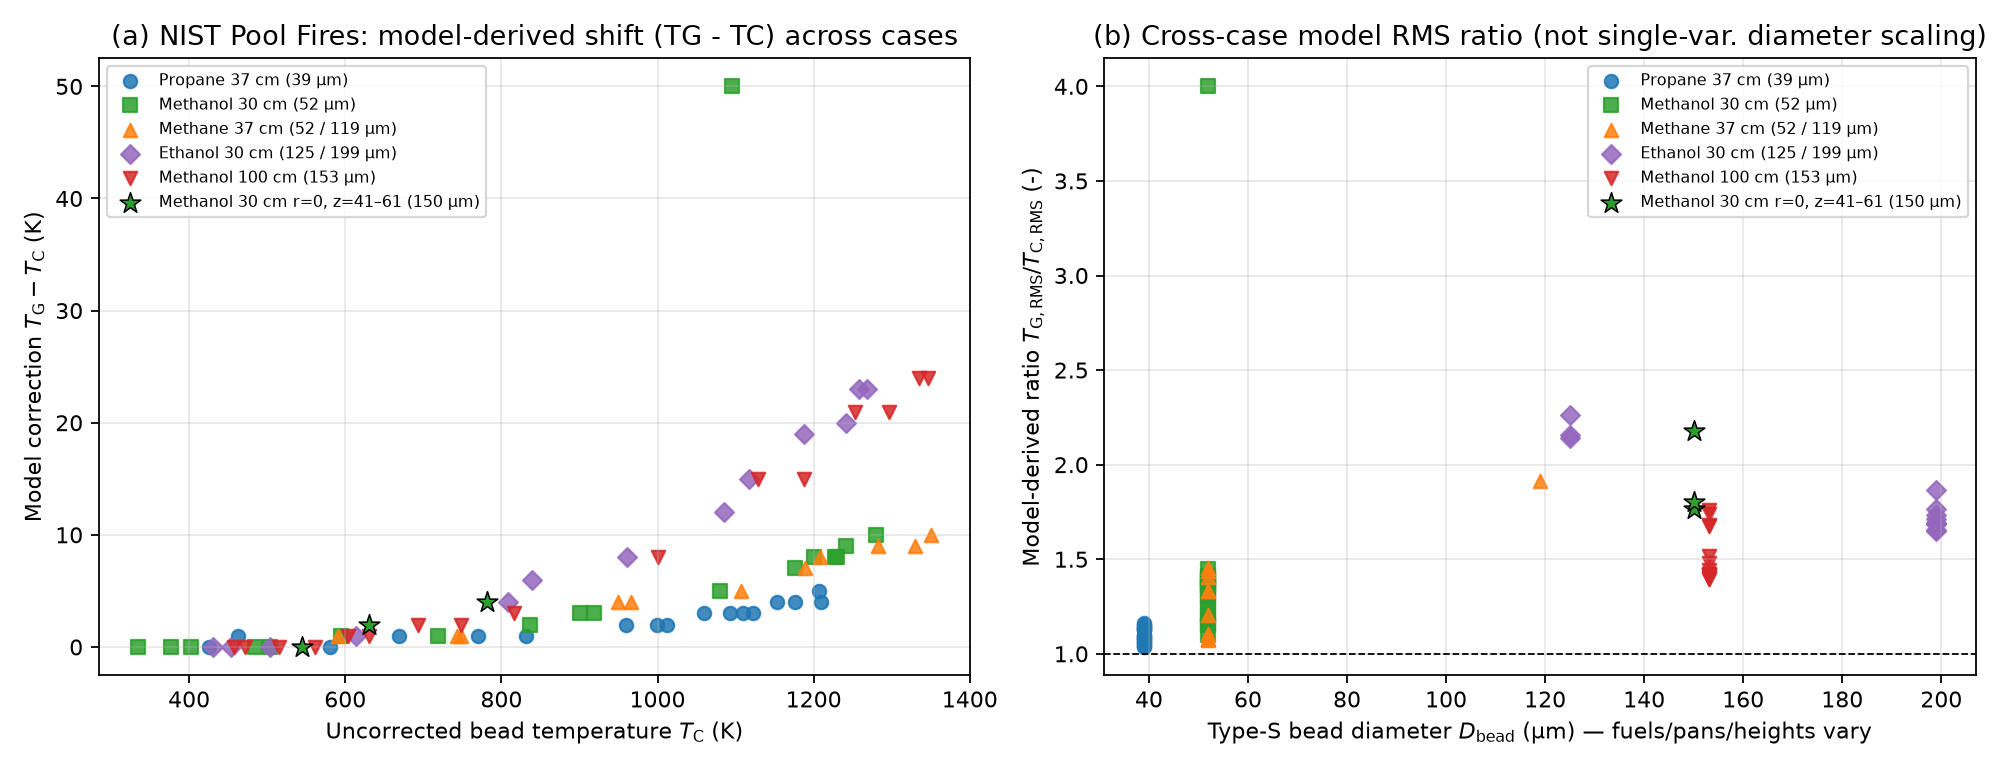 (a) NIST Pool Fires: model-derived shift (TG - TC) across cases
Propane 37 cm (39 μm)
Methanol 30 cm (52 μm)
Methane 37 cm (52 / 119 μm)
Ethanol 30 cm (125 / 199 μm)
Methanol 100 cm (153 μm)
Methanol 30 cm r=0, z=41–61 (150 μm)
Model correction T_G − T_C (K)
50
40
30
20
10
0
400 600 800 1000 1200 1400
Uncorrected bead temperature T_C (K)
(b) Cross-case model RMS ratio (not single-var. diameter scaling)
Propane 37 cm (39 μm)
Methanol 30 cm (52 μm)
Methane 37 cm (52 / 119 μm)
Ethanol 30 cm (125 / 199 μm)
Methanol 100 cm (153 μm)
Methanol 30 cm r=0, z=41–61 (150 μm)
Model-derived ratio T_G,RMS/T_C,RMS (-)
4.0
3.5
3.0
2.5
2.0
1.5
1.0
40 60 80 100 120 140 160 180 200
Type-S bead diameter D_bead (μm) — fuels/pans/heights vary